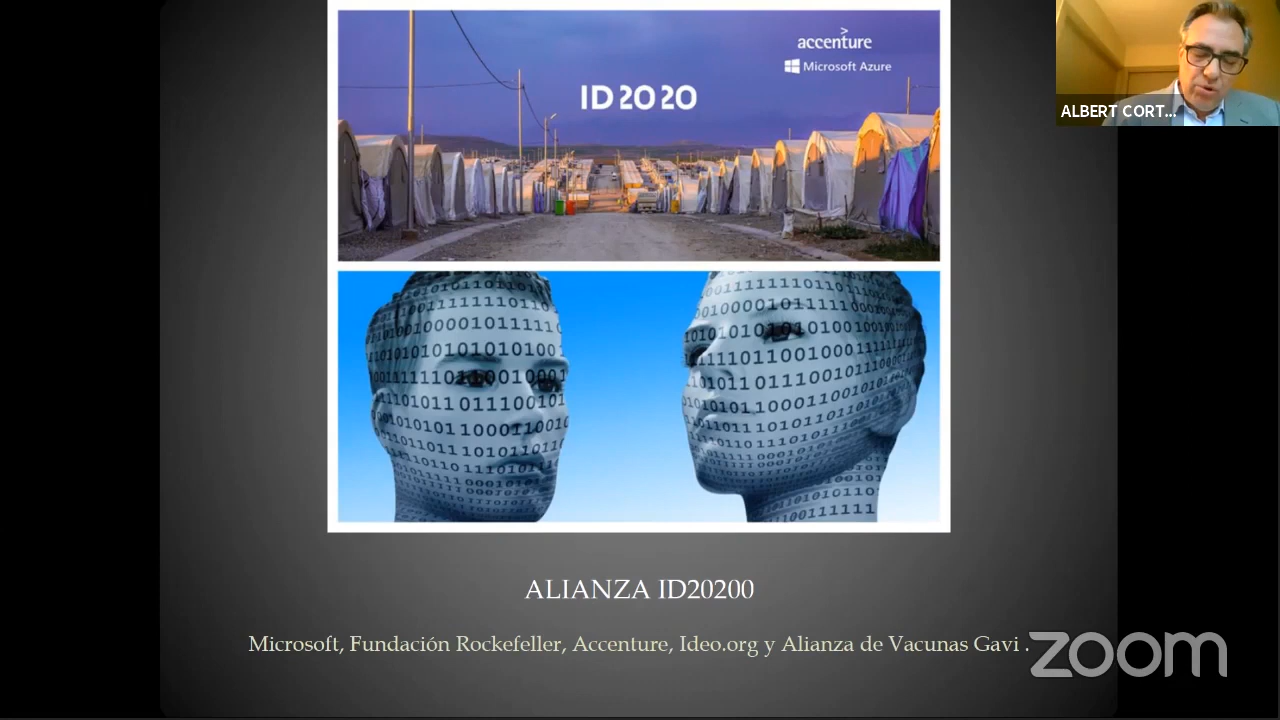 accenture
Microsoft Azure
ID2020
ALBERT CORT...
ALIANZA ID20200
Microsoft, Fundación Rockefeller, Accenture, Ideo.org y Alianza de Vacunas Gavi .
zoom